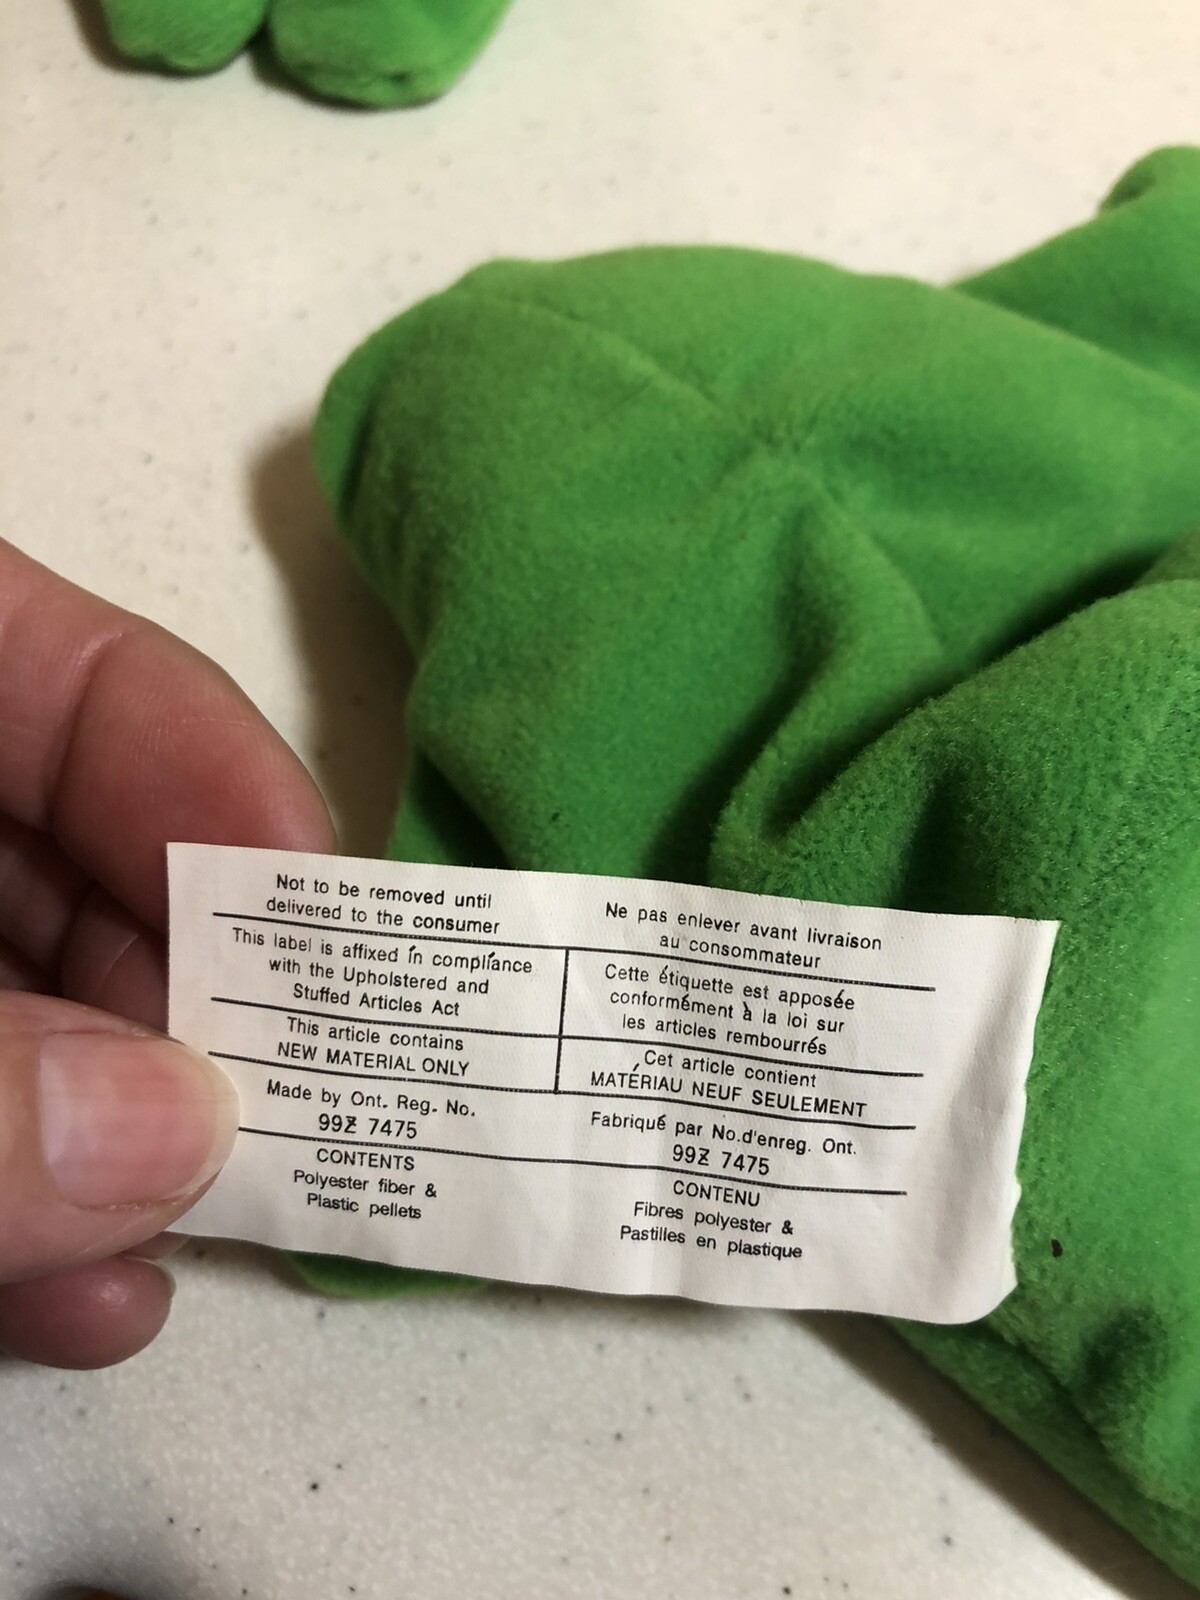 Not to be removed until
delivered to the consumer
Ne pas enlever avant livraison
au consommateur
This label is affixed in compliance
with the Upholstered and
Stuffed Articles Act
Cette étiquette est apposée
conformément à la loi sur
les articles rembourrés
This article contains
NEW MATERIAL ONLY
Cet article contient
MATÉRIAU NEUF SEULEMENT
Made by Ont. Reg. No.
99Z 7475
Fabriqué par No.d'enreg. Ont.
99Z 7475
CONTENTS
Polyester fiber &
Plastic pellets
CONTENU
Fibres polyester &
Pastilles en plastique